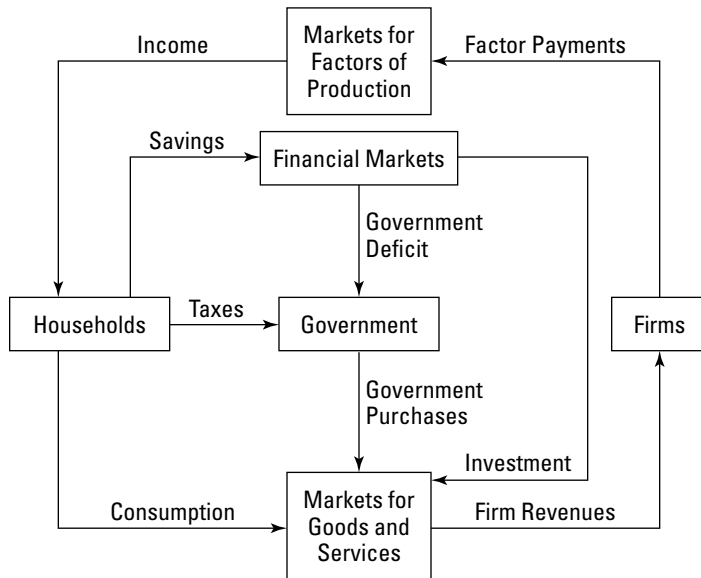 Income
Markets for
Factors of
Production
Factor Payments
Savings
Financial Markets
Government
Deficit
Households
Taxes
Government
Firms
Government
Purchases
Investment
Consumption
Markets for
Goods and
Services
Firm Revenues